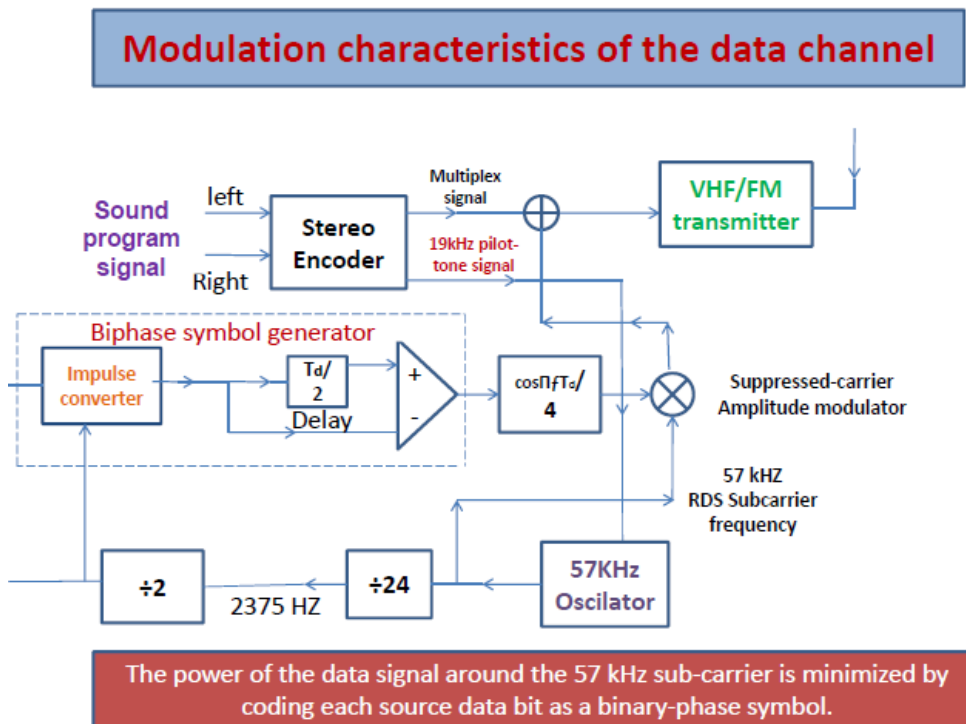 Modulation characteristics of the data channel
Sound
program
signal
left
Right
Stereo
Encoder
Multiplex
signal
19kHz pilot-
tone signal
VHF/FM
transmitter
Biphase symbol generator
Impulse
converter
Td/
2
Delay
+
-
cosΠƒTd/
4
Suppressed-carrier
Amplitude modulator
57 kHZ
RDS Subcarrier
frequency
÷2
2375 HZ
÷24
57KHz
Oscilator
The power of the data signal around the 57 kHz sub-carrier is minimized by
coding each source data bit as a binary-phase symbol.